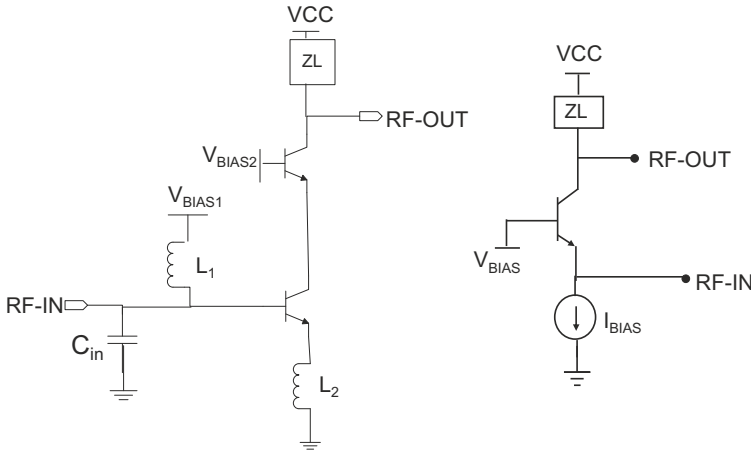 VCC
ZL
RF-OUT
VBIAS2
VBIAS1
L1
RF-IN
Cin
L2
VCC
ZL
RF-OUT
VBIAS
RF-IN
IBIAS